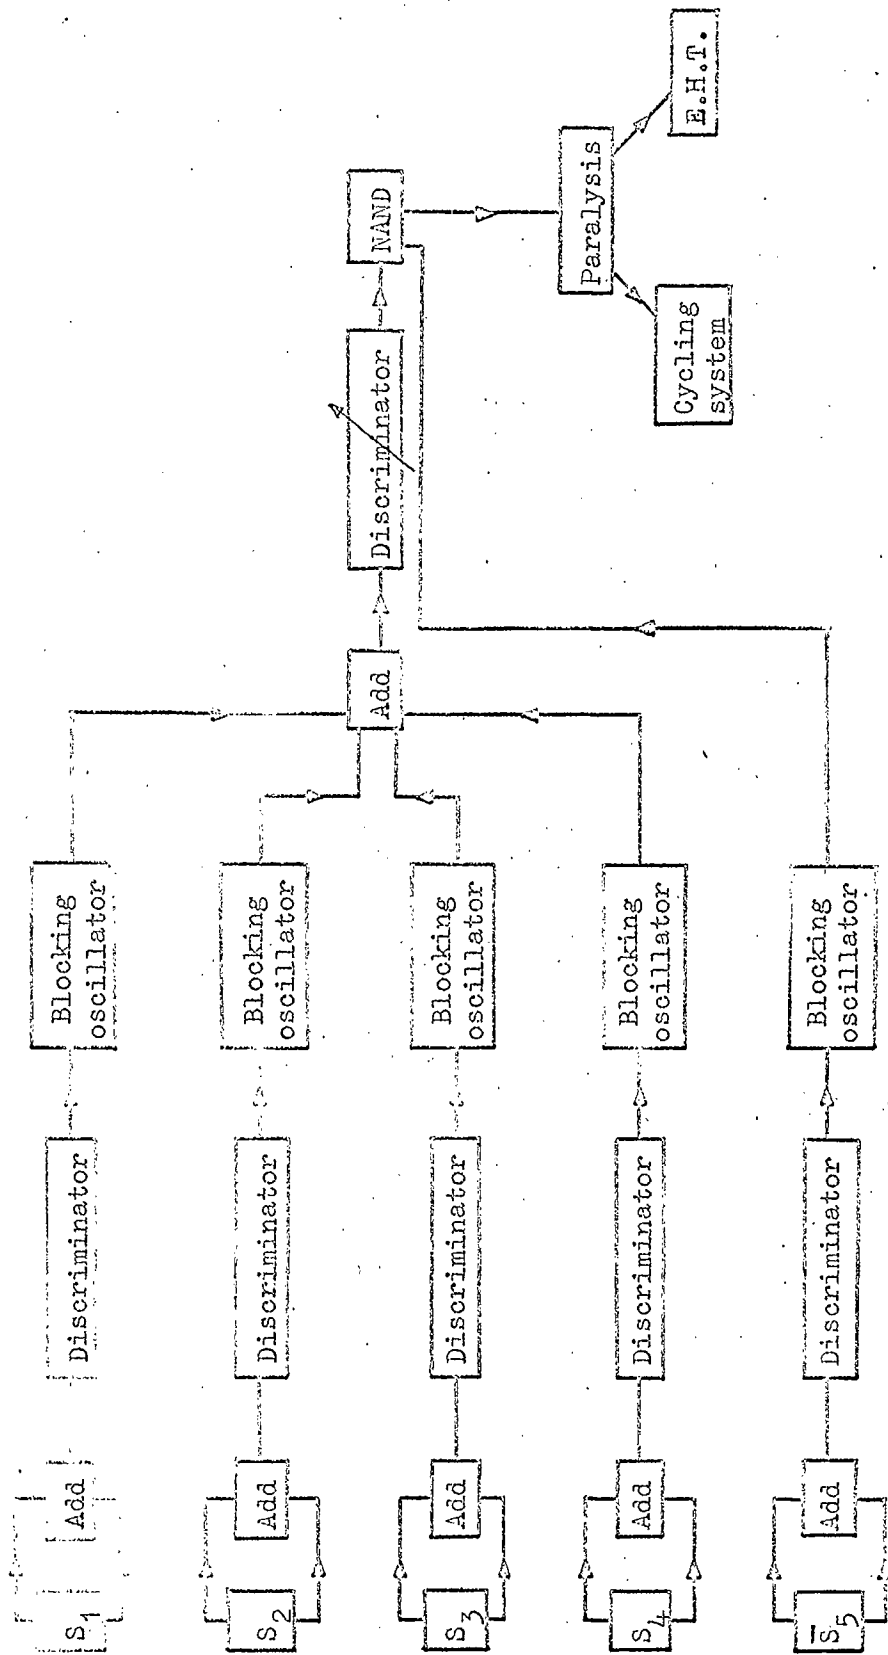 S1
Add
Discriminator
Blocking
oscillator
S2
Add
Discriminator
Blocking
oscillator
S3
Add
Discriminator
Blocking
oscillator
S4
Add
Discriminator
Blocking
oscillator
S̅5
Add
Discriminator
Blocking
oscillator
Add
Discriminator
NAND
Paralysis
Cycling
system
E.H.T.